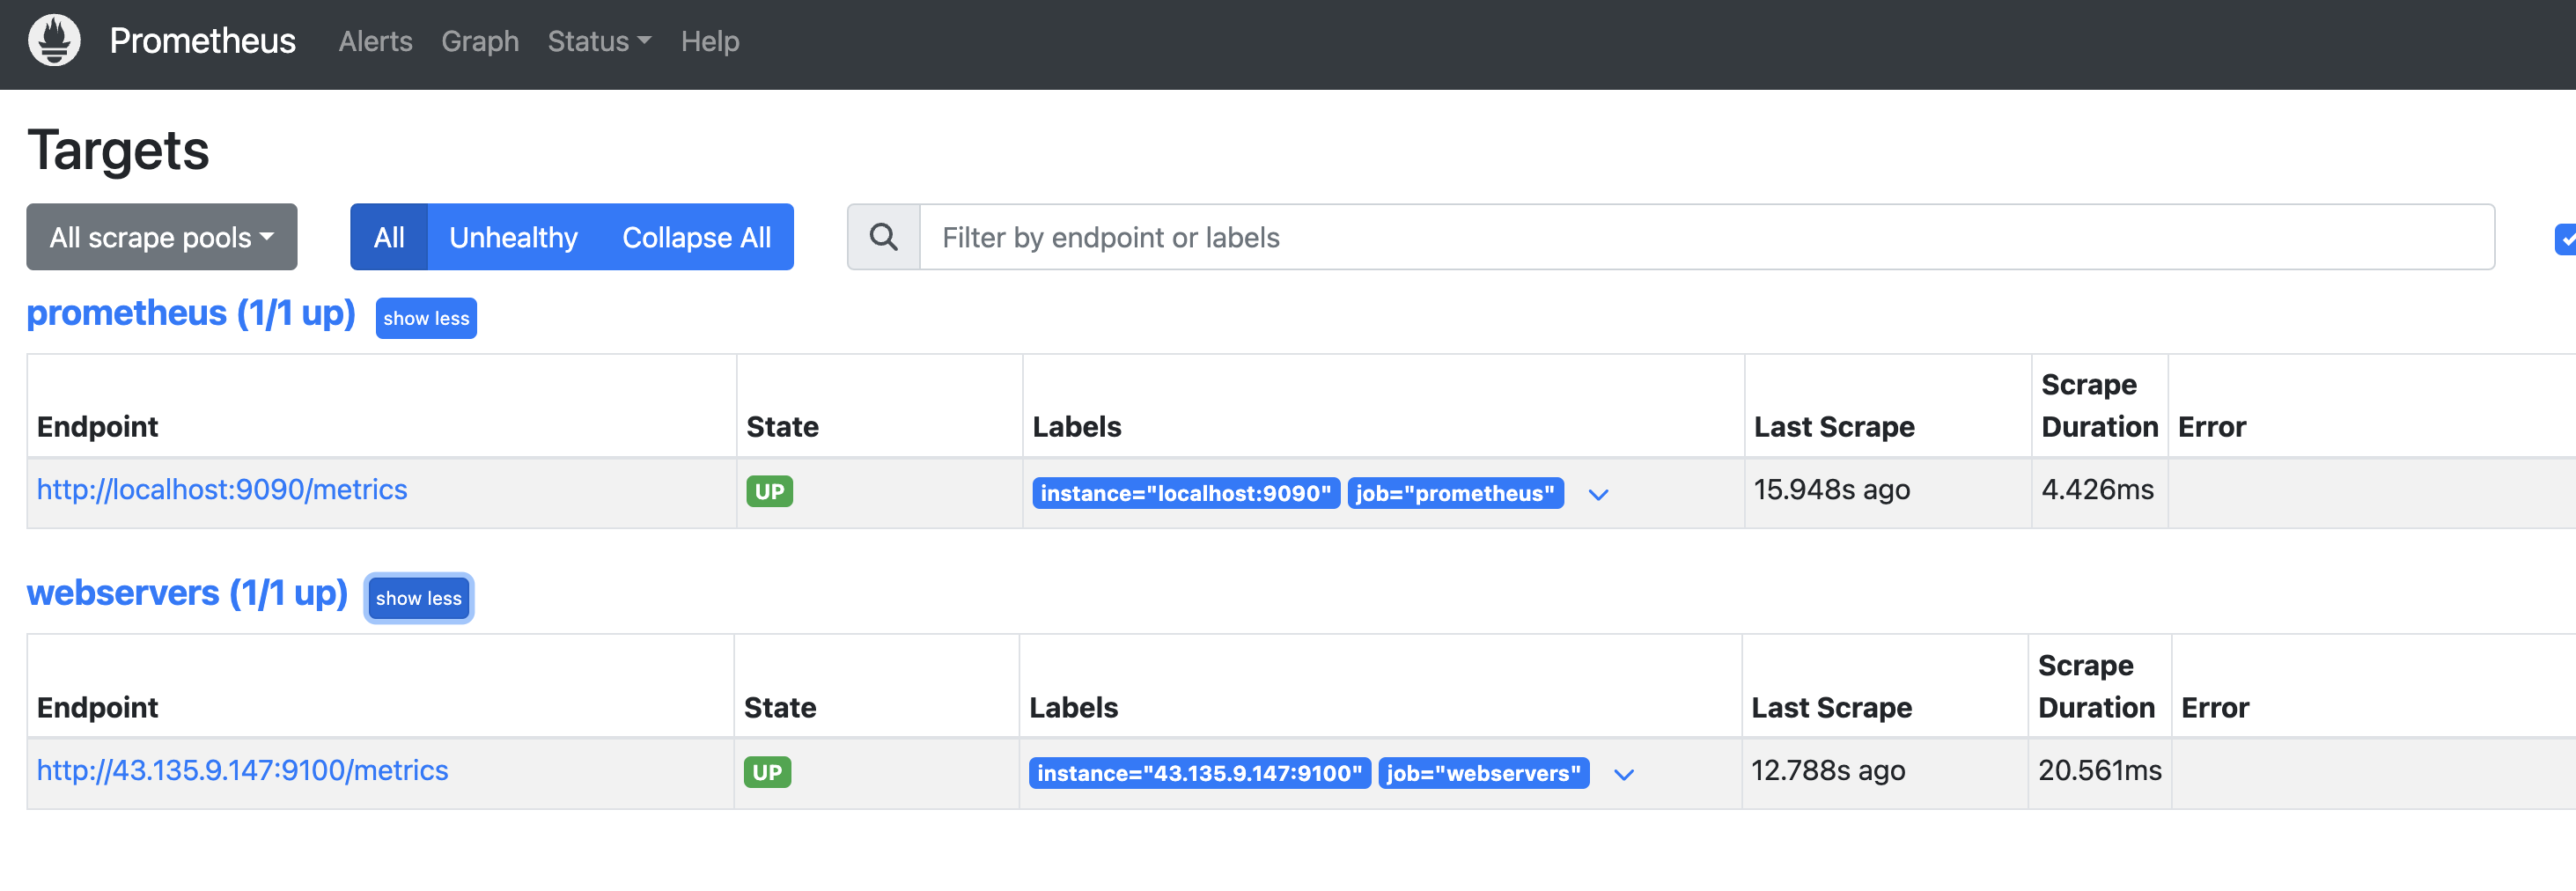 Prometheus Alerts Graph Status Help
Targets
All scrape pools All Unhealthy Collapse All Filter by endpoint or labels
prometheus (1/1 up) show less
Endpoint State Labels Last Scrape Scrape Duration Error
http://localhost:9090/metrics UP instance="localhost:9090" job="prometheus" 15.948s ago 4.426ms
webservers (1/1 up) show less
Endpoint State Labels Last Scrape Scrape Duration Error
http://43.135.9.147:9100/metrics UP instance="43.135.9.147:9100" job="webservers" 12.788s ago 20.561ms